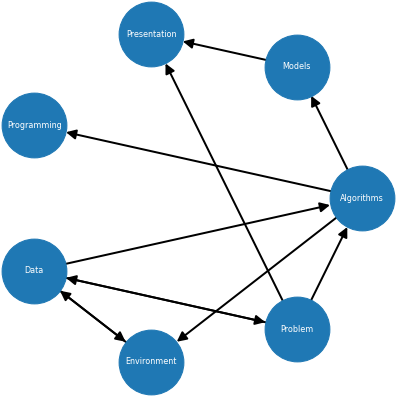 Presentation
Models
Programming
Algorithms
Data
Problem
Environment